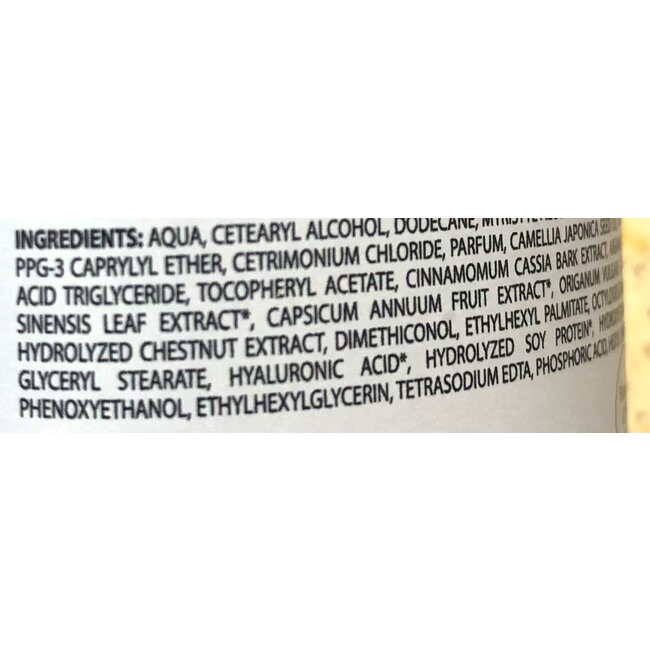 INGREDIENTS: AQUA, CETEARYL ALCOHOL, DODECANE,
PPG-3 CAPRYLYL ETHER, CETRIMONIUM CHLORIDE, PARFUM, CAMELLIA JAPONICA SEED
ACID TRIGLYCERIDE, TOCOPHERYL ACETATE, CINNAMOMUM CASSIA BARK EXTRACT,
SINENSIS LEAF EXTRACT*, CAPSICUM ANNUUM FRUIT EXTRACT*, ORIGANUM
HYDROLYZED CHESTNUT EXTRACT, DIMETHICONOL, ETHYLHEXYL PALMITATE,
GLYCERYL STEARATE, HYALURONIC ACID*, HYDROLYZED SOY PROTEIN*,
PHENOXYETHANOL, ETHYLHEXYLGLYCERIN, TETRASODIUM EDTA, PHOSPHORIC ACID,